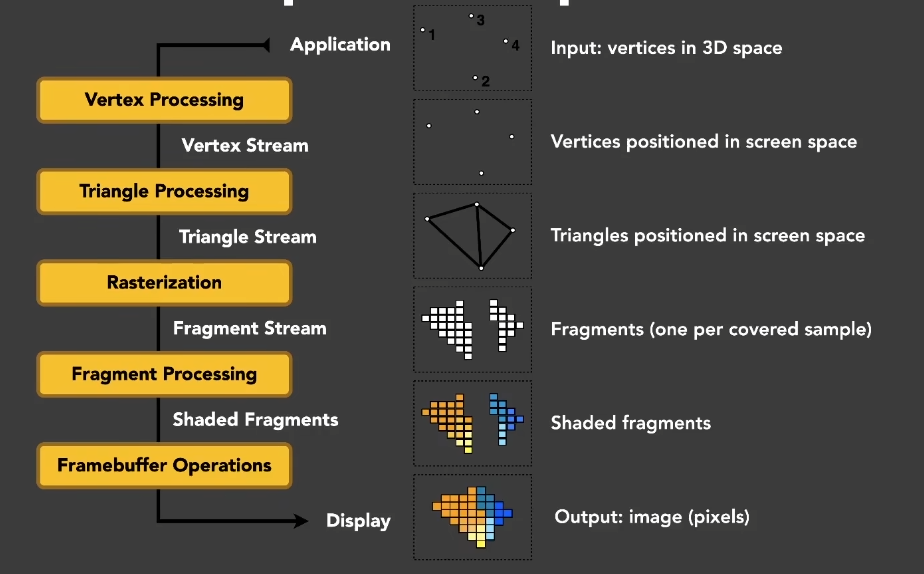 Application
1
3
4
2
Input: vertices in 3D space
Vertex Processing
Vertex Stream
Vertices positioned in screen space
Triangle Processing
Triangle Stream
Triangles positioned in screen space
Rasterization
Fragment Stream
Fragments (one per covered sample)
Fragment Processing
Shaded Fragments
Shaded fragments
Framebuffer Operations
Display
Output: image (pixels)